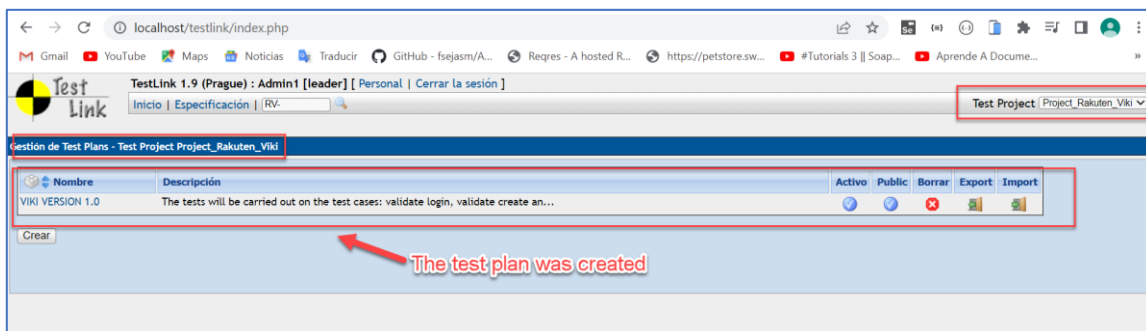 localhost/testlink/index.php
Gmail YouTube Maps Noticias Traducir GitHub - fsejasm/A... Reqres - A hosted R... https://petstore.sw... #Tutorials 3 || Soap... Aprende A Docume... »
Test Link
TestLink 1.9 (Prague) : Admin1 [leader] [ Personal | Cerrar la sesión ]
Inicio | Especificación | RV-
Test Project Project_Rakuten_Viki
Gestión de Test Plans - Test Project Project_Rakuten_Viki
Nombre Descripción Activo Public Borrar Export Import
VIKI VERSION 1.0 The tests will be carried out on the test cases: validate login, validate create an...
Crear
The test plan was created